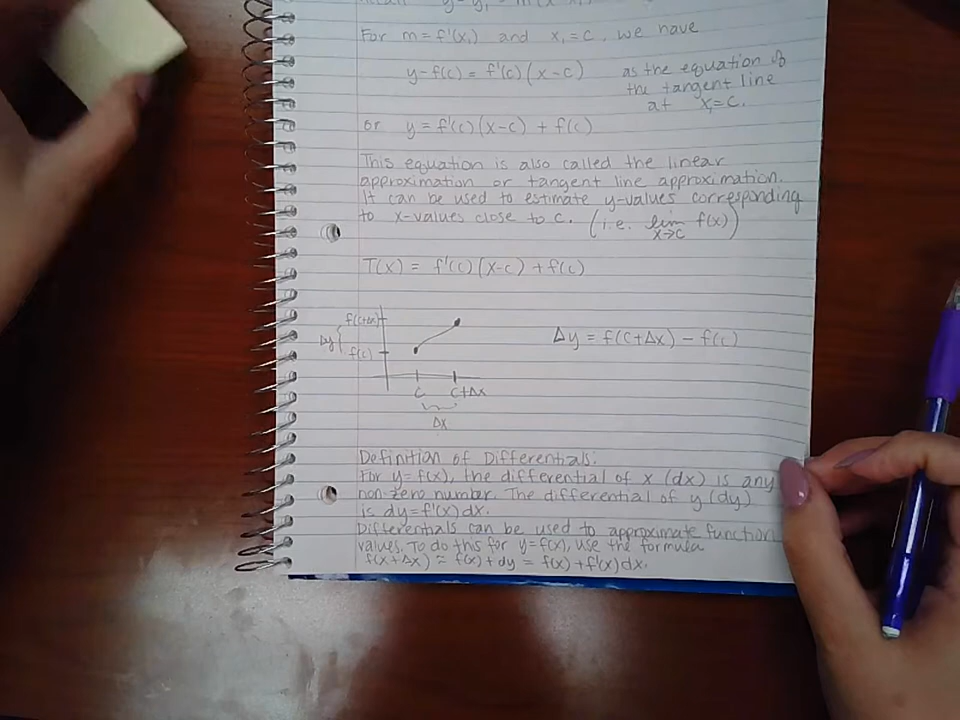 y-y₁ = m(x-x₁)
For m = f'(x₁) and x₁ = c, we have
y-f(c) = f'(c)(x-c) as the equation of
the tangent line
at x₁=c.
or y = f'(c)(x-c) + f(c)
This equation is also called the linear
approximation or tangent line approximation.
It can be used to estimate y-values corresponding
to x-values close to c. (i.e. lim f(x))
x→c
T(x) = f'(c)(x-c) + f(c)
f(c+Δx)
Δy = f(c+Δx) - f(c)
Δy
f(c)
c c+Δx
Δx
Definition of Differentials:
For y=f(x), the differential of x (dx) is any
non-zero number. The differential of y (dy)
is dy=f'(x)dx.
Differentials can be used to approximate function
values. To do this for y=f(x), use the formula
f(x+Δx) ≈ f(x)+dy = f(x)+f'(x)dx.